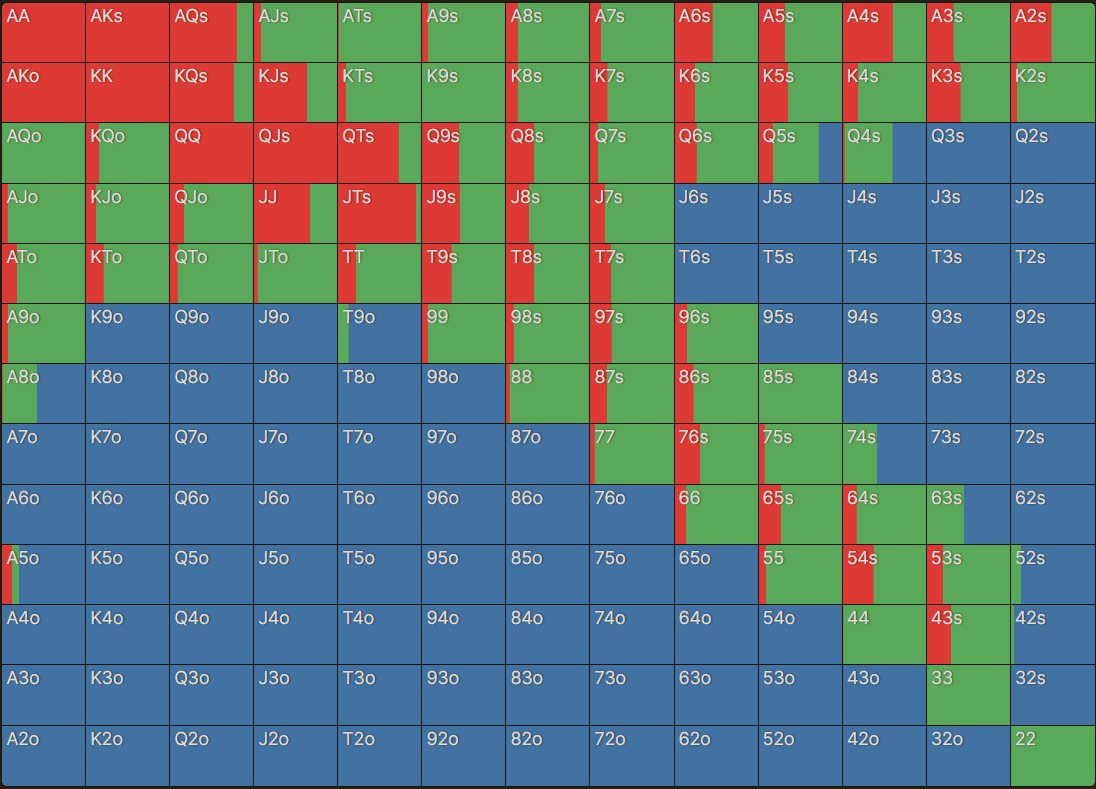 AA AKs AQs AJs ATs A9s A8s A7s A6s A5s A4s A3s A2s
AKo KK KQs KJs KTs K9s K8s K7s K6s K5s K4s K3s K2s
AQo KQo QQ QJs QTs Q9s Q8s Q7s Q6s Q5s Q4s Q3s Q2s
AJo KJo QJo JJ JTs J9s J8s J7s J6s J5s J4s J3s J2s
ATo KTo QTo JTo TT T9s T8s T7s T6s T5s T4s T3s T2s
A9o K9o Q9o J9o T9o 99 98s 97s 96s 95s 94s 93s 92s
A8o K8o Q8o J8o T8o 98o 88 87s 86s 85s 84s 83s 82s
A7o K7o Q7o J7o T7o 97o 87o 77 76s 75s 74s 73s 72s
A6o K6o Q6o J6o T6o 96o 86o 76o 66 65s 64s 63s 62s
A5o K5o Q5o J5o T5o 95o 85o 75o 65o 55 54s 53s 52s
A4o K4o Q4o J4o T4o 94o 84o 74o 64o 54o 44 43s 42s
A3o K3o Q3o J3o T3o 93o 83o 73o 63o 53o 43o 33 32s
A2o K2o Q2o J2o T2o 92o 82o 72o 62o 52o 42o 32o 22